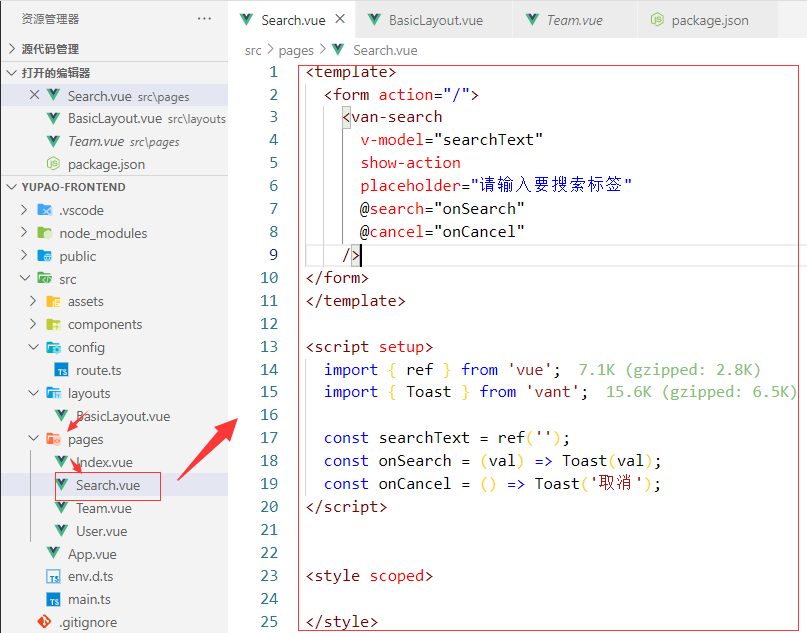 资源管理器
源代码管理
打开的编辑器
Search.vue src\pages
BasicLayout.vue src\layouts
Team.vue src\pages
package.json
YUPAO-FRONTEND
.vscode
node_modules
public
src
assets
components
config
TS route.ts
layouts
BasicLayout.vue
pages
Index.vue
Search.vue
Team.vue
User.vue
App.vue
TS env.d.ts
TS main.ts
.gitignore
Search.vue BasicLayout.vue Team.vue package.json
src > pages > Search.vue
1 <template>
2 <form action="/">
3 <van-search
4 v-model="searchText"
5 show-action
6 placeholder="请输入要搜索标签"
7 @search="onSearch"
8 @cancel="onCancel"
9 />
10 </form>
11 </template>
12
13 <script setup>
14 import { ref } from 'vue'; 7.1K (gzipped: 2.8K)
15 import { Toast } from 'vant'; 15.6K (gzipped: 6.5K)
16
17 const searchText = ref('');
18 const onSearch = (val) => Toast(val);
19 const onCancel = () => Toast('取消');
20 </script>
21
22
23 <style scoped>
24
25 </style>